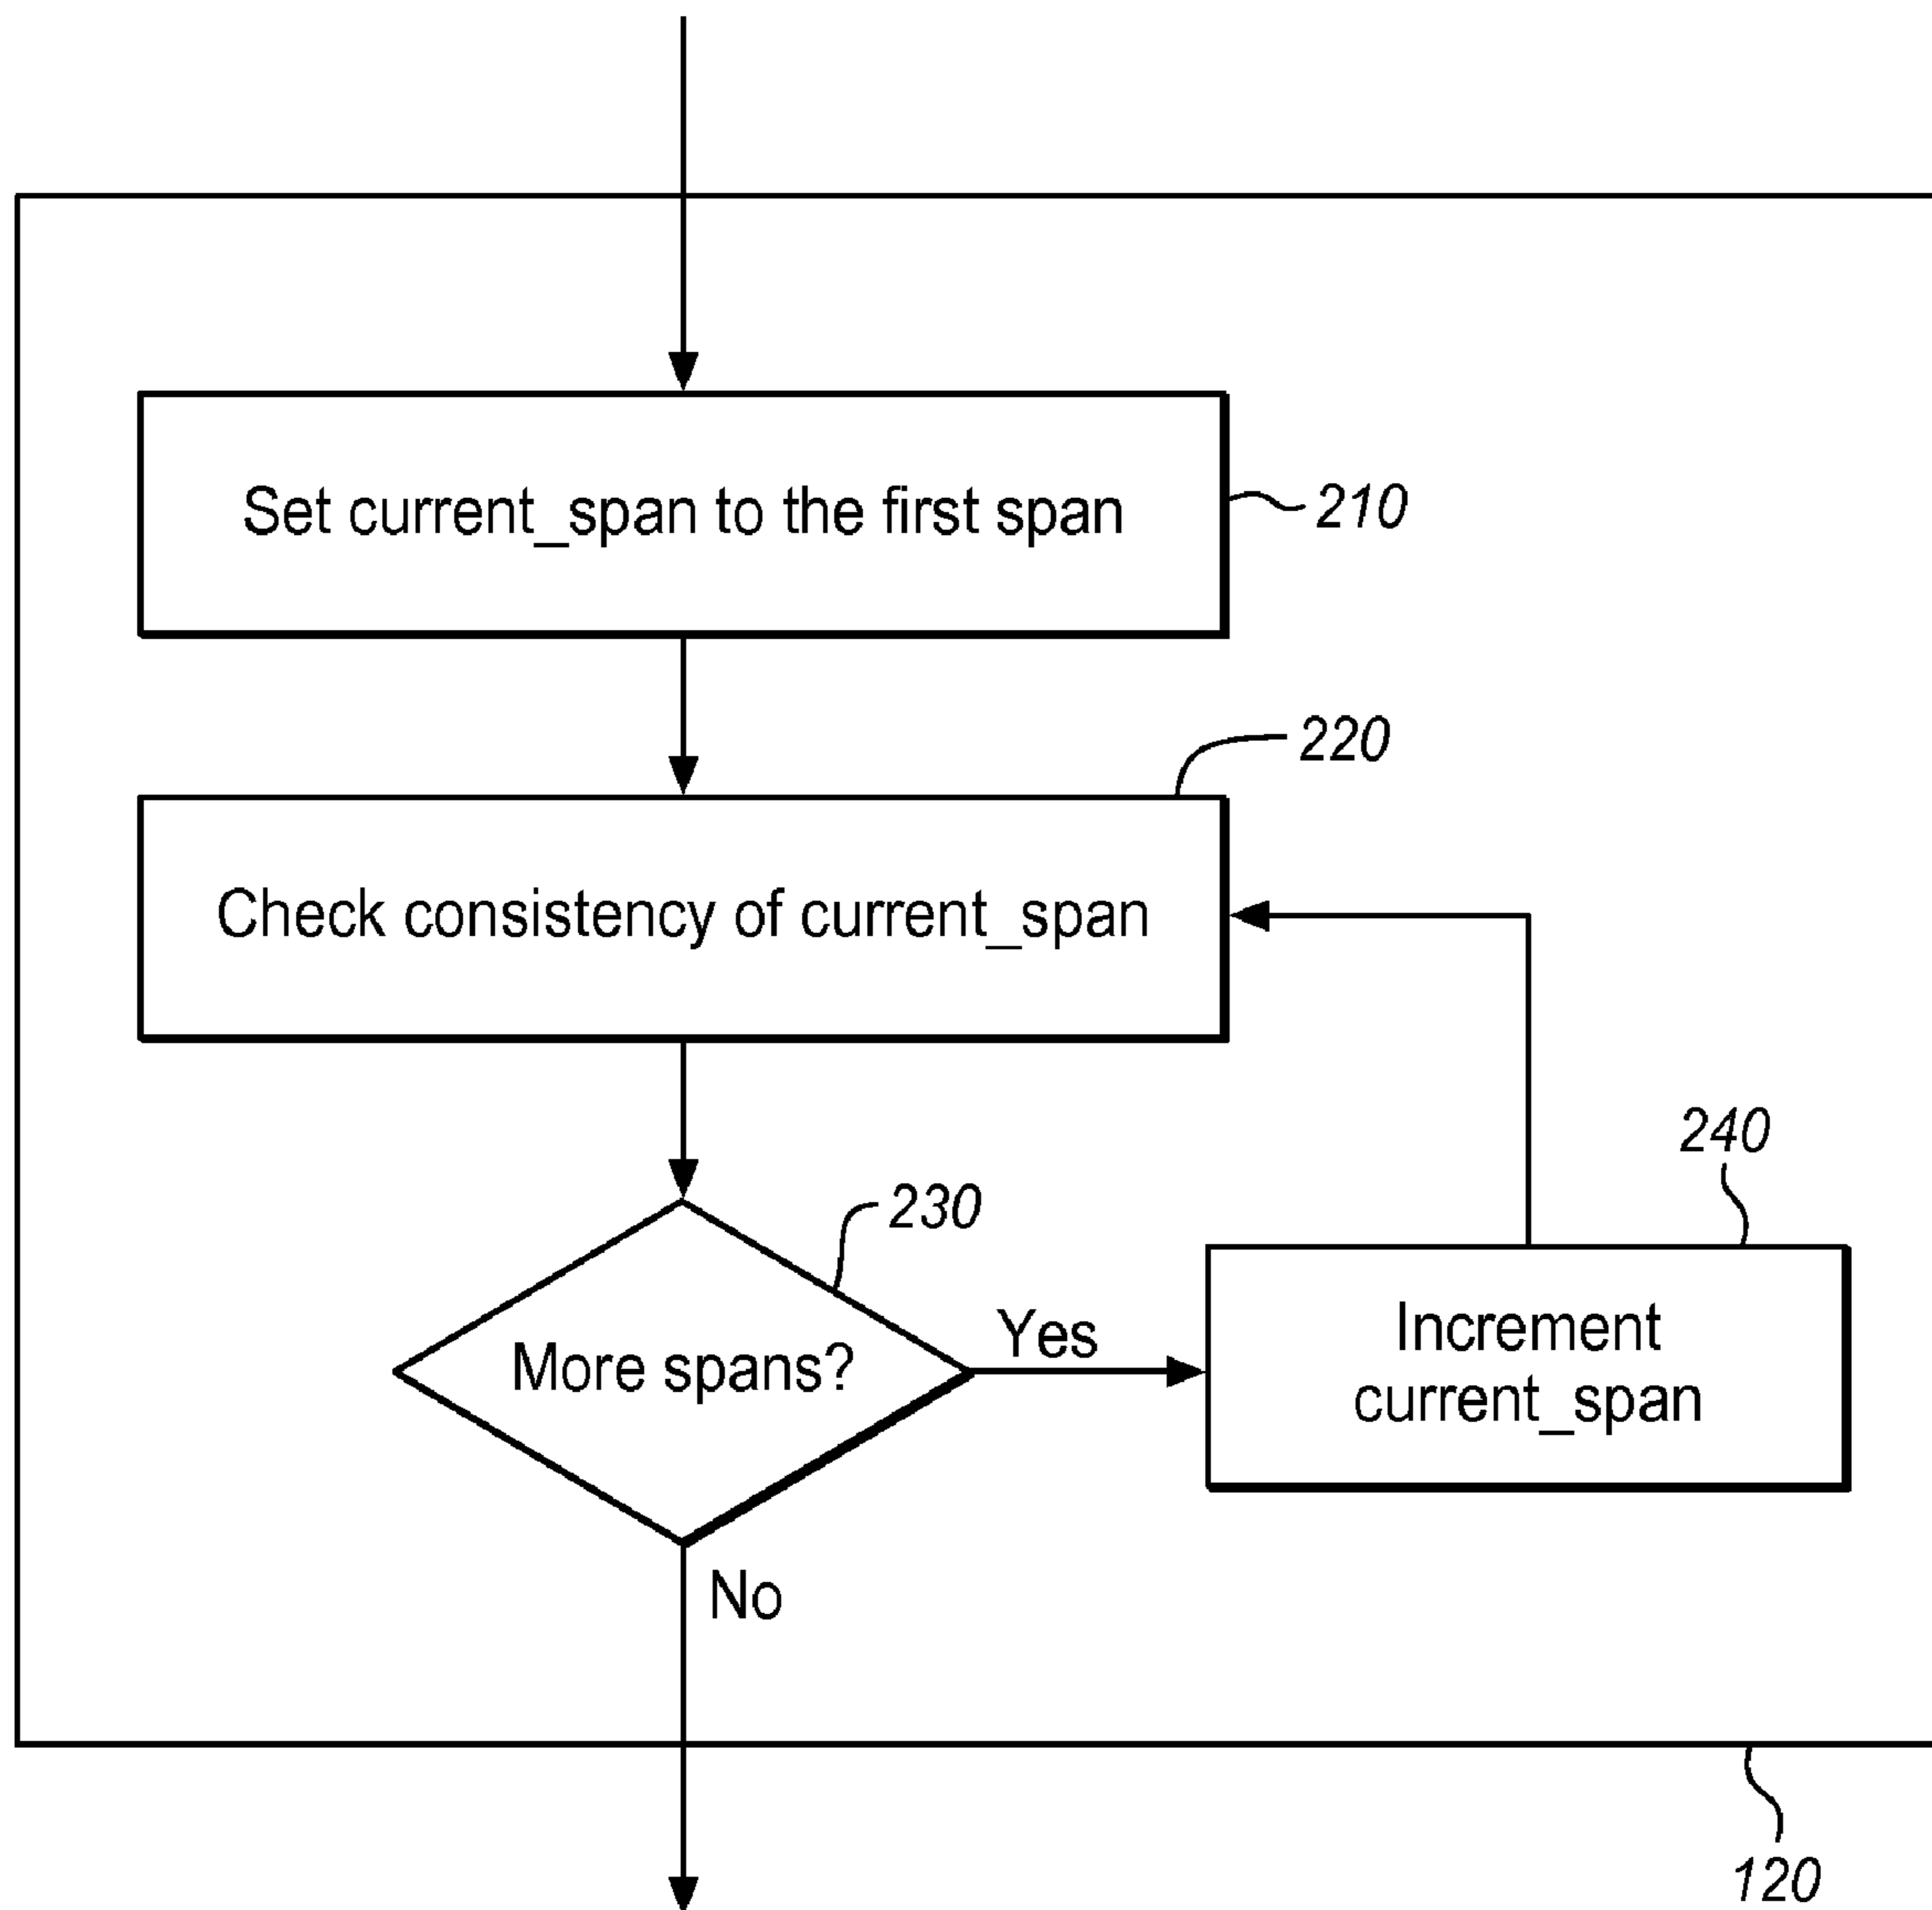 Set current_span to the first span
210
220
Check consistency of current_span
240
230
More spans?
Yes
Increment
current_span
No
120